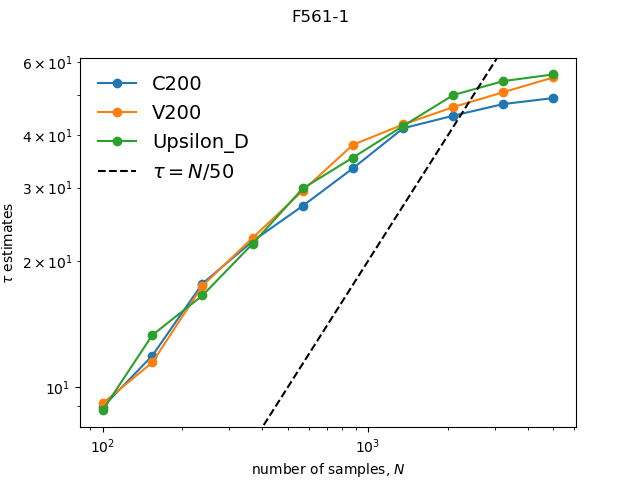 F561-1
6 × 10¹
4 × 10¹
3 × 10¹
2 × 10¹
10¹
τ estimates
C200
V200
Upsilon_D
τ = N/50
10² 10³
number of samples, N